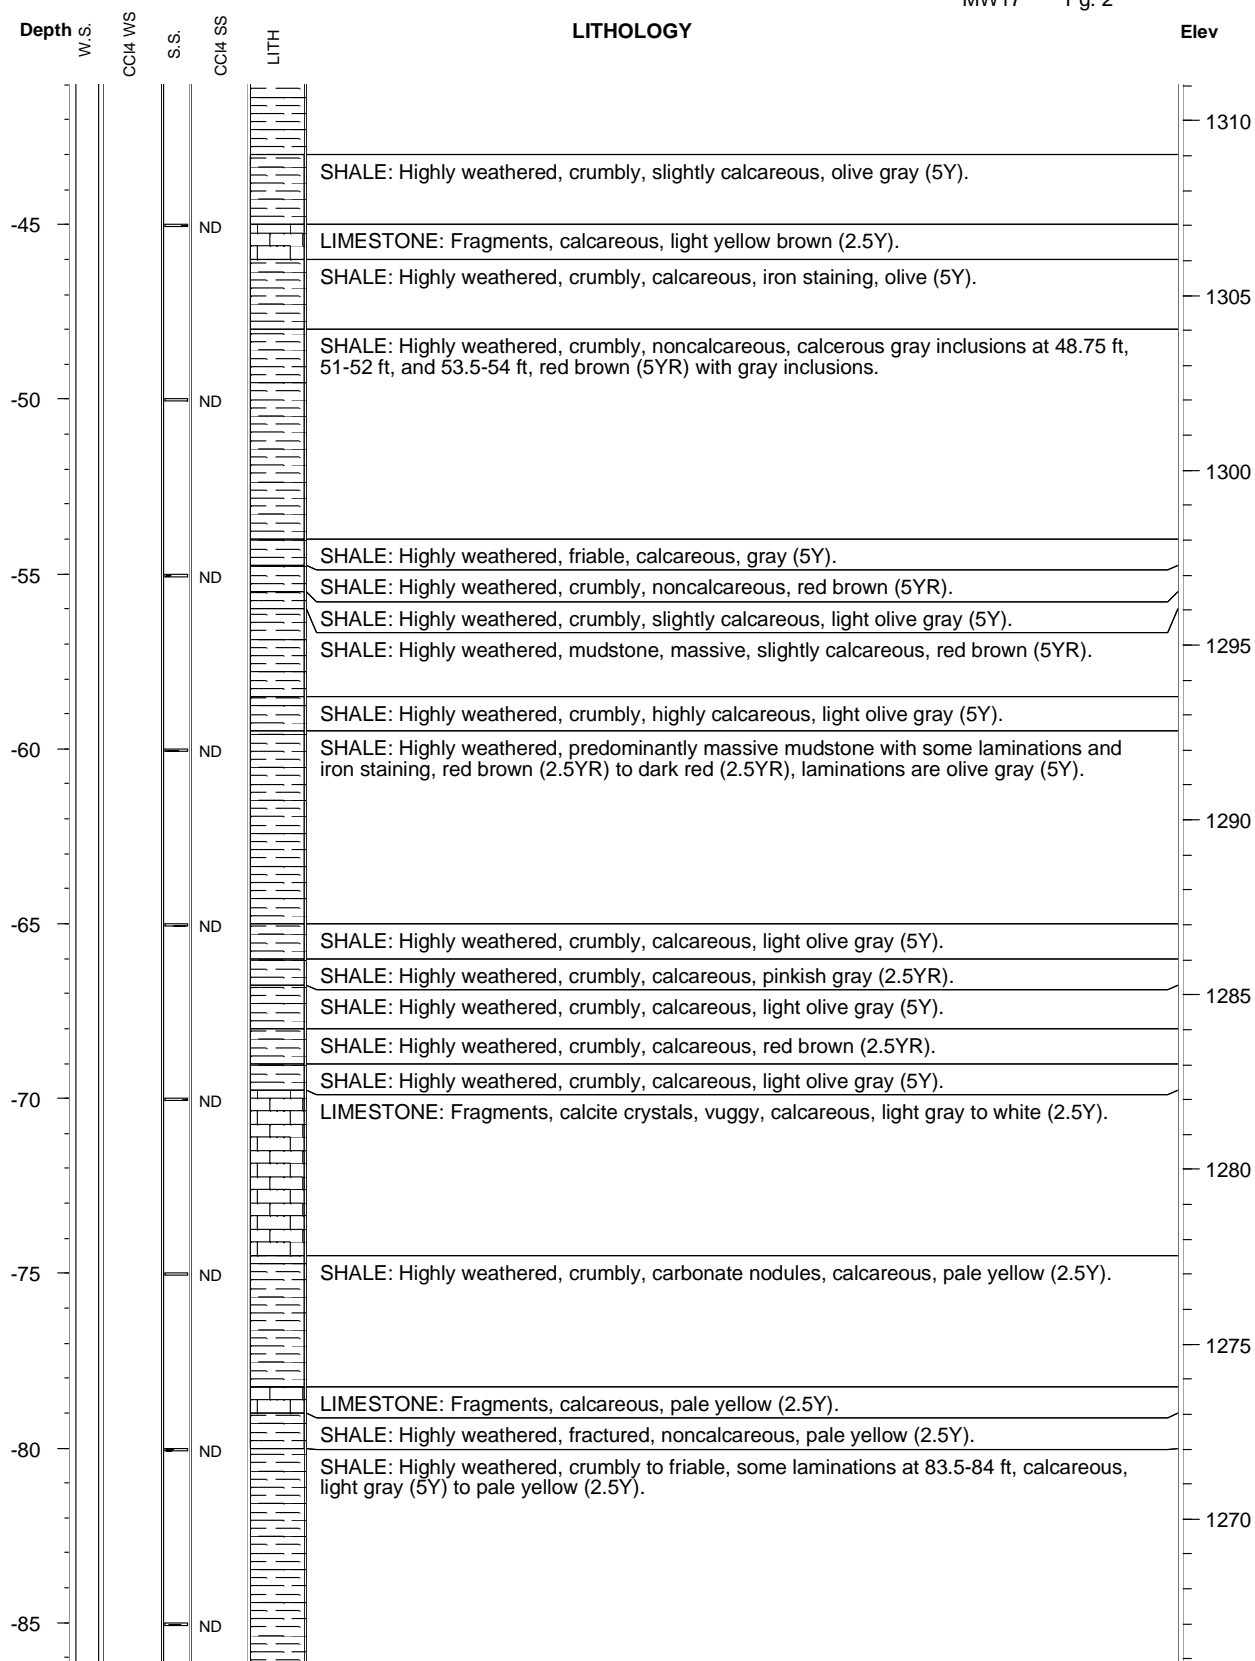 MW17 Pg. 2
Depth W.S. CCl4 WS S.S. CCl4 SS LITH LITHOLOGY Elev
1310
SHALE: Highly weathered, crumbly, slightly calcareous, olive gray (5Y).
-45 ND
LIMESTONE: Fragments, calcareous, light yellow brown (2.5Y).
SHALE: Highly weathered, crumbly, calcareous, iron staining, olive (5Y).
1305
SHALE: Highly weathered, crumbly, noncalcareous, calcerous gray inclusions at 48.75 ft,
51-52 ft, and 53.5-54 ft, red brown (5YR) with gray inclusions.
-50 ND
1300
SHALE: Highly weathered, friable, calcareous, gray (5Y).
-55 ND
SHALE: Highly weathered, crumbly, noncalcareous, red brown (5YR).
SHALE: Highly weathered, crumbly, slightly calcareous, light olive gray (5Y).
1295
SHALE: Highly weathered, mudstone, massive, slightly calcareous, red brown (5YR).
SHALE: Highly weathered, crumbly, highly calcareous, light olive gray (5Y).
-60 ND
SHALE: Highly weathered, predominantly massive mudstone with some laminations and
iron staining, red brown (2.5YR) to dark red (2.5YR), laminations are olive gray (5Y).
1290
-65 ND
SHALE: Highly weathered, crumbly, calcareous, light olive gray (5Y).
SHALE: Highly weathered, crumbly, calcareous, pinkish gray (2.5YR).
1285
SHALE: Highly weathered, crumbly, calcareous, light olive gray (5Y).
SHALE: Highly weathered, crumbly, calcareous, red brown (2.5YR).
SHALE: Highly weathered, crumbly, calcareous, light olive gray (5Y).
-70 ND
LIMESTONE: Fragments, calcite crystals, vuggy, calcareous, light gray to white (2.5Y).
1280
-75 ND
SHALE: Highly weathered, crumbly, carbonate nodules, calcareous, pale yellow (2.5Y).
1275
LIMESTONE: Fragments, calcareous, pale yellow (2.5Y).
SHALE: Highly weathered, fractured, noncalcareous, pale yellow (2.5Y).
-80 ND
SHALE: Highly weathered, crumbly to friable, some laminations at 83.5-84 ft, calcareous,
light gray (5Y) to pale yellow (2.5Y).
1270
-85 ND